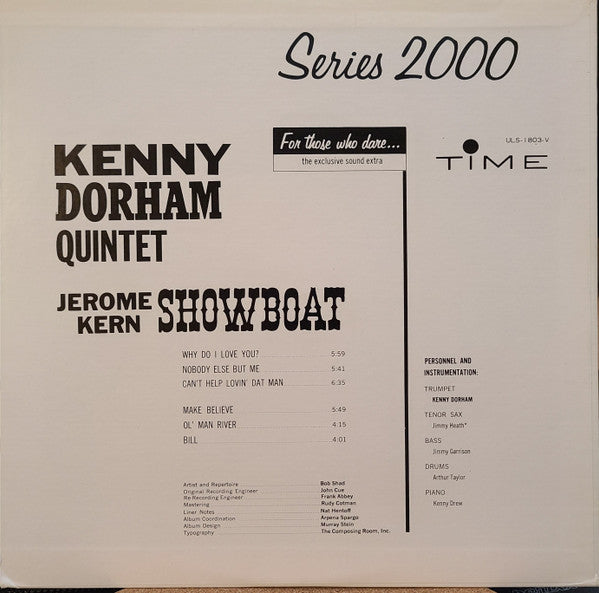 Series 2000
For those who dare...
the exclusive sound extra
ULS-1803-V
TIME
KENNY
DORHAM
QUINTET
JEROME
KERN
SHOWBOAT
WHY DO I LOVE YOU? 5:59
NOBODY ELSE BUT ME 5:41
CAN'T HELP LOVIN' DAT MAN 6:35
MAKE BELIEVE 5:49
OL' MAN RIVER 4:15
BILL 4:01
PERSONNEL AND
INSTRUMENTATION:
TRUMPET
KENNY DORHAM
TENOR SAX
Jimmy Heath*
BASS
Jimmy Garrison
DRUMS
Arthur Taylor
PIANO
Kenny Drew
Artist and Repertoire Bob Shad
Original Recording Engineer John Cue
Re-Recording Engineer Frank Abbey
Mastering Rudy Cotman
Liner Notes Nat Hentoff
Album Coordination Arpena Spargo
Album Design Murray Stein
Typography The Composing Room, Inc.